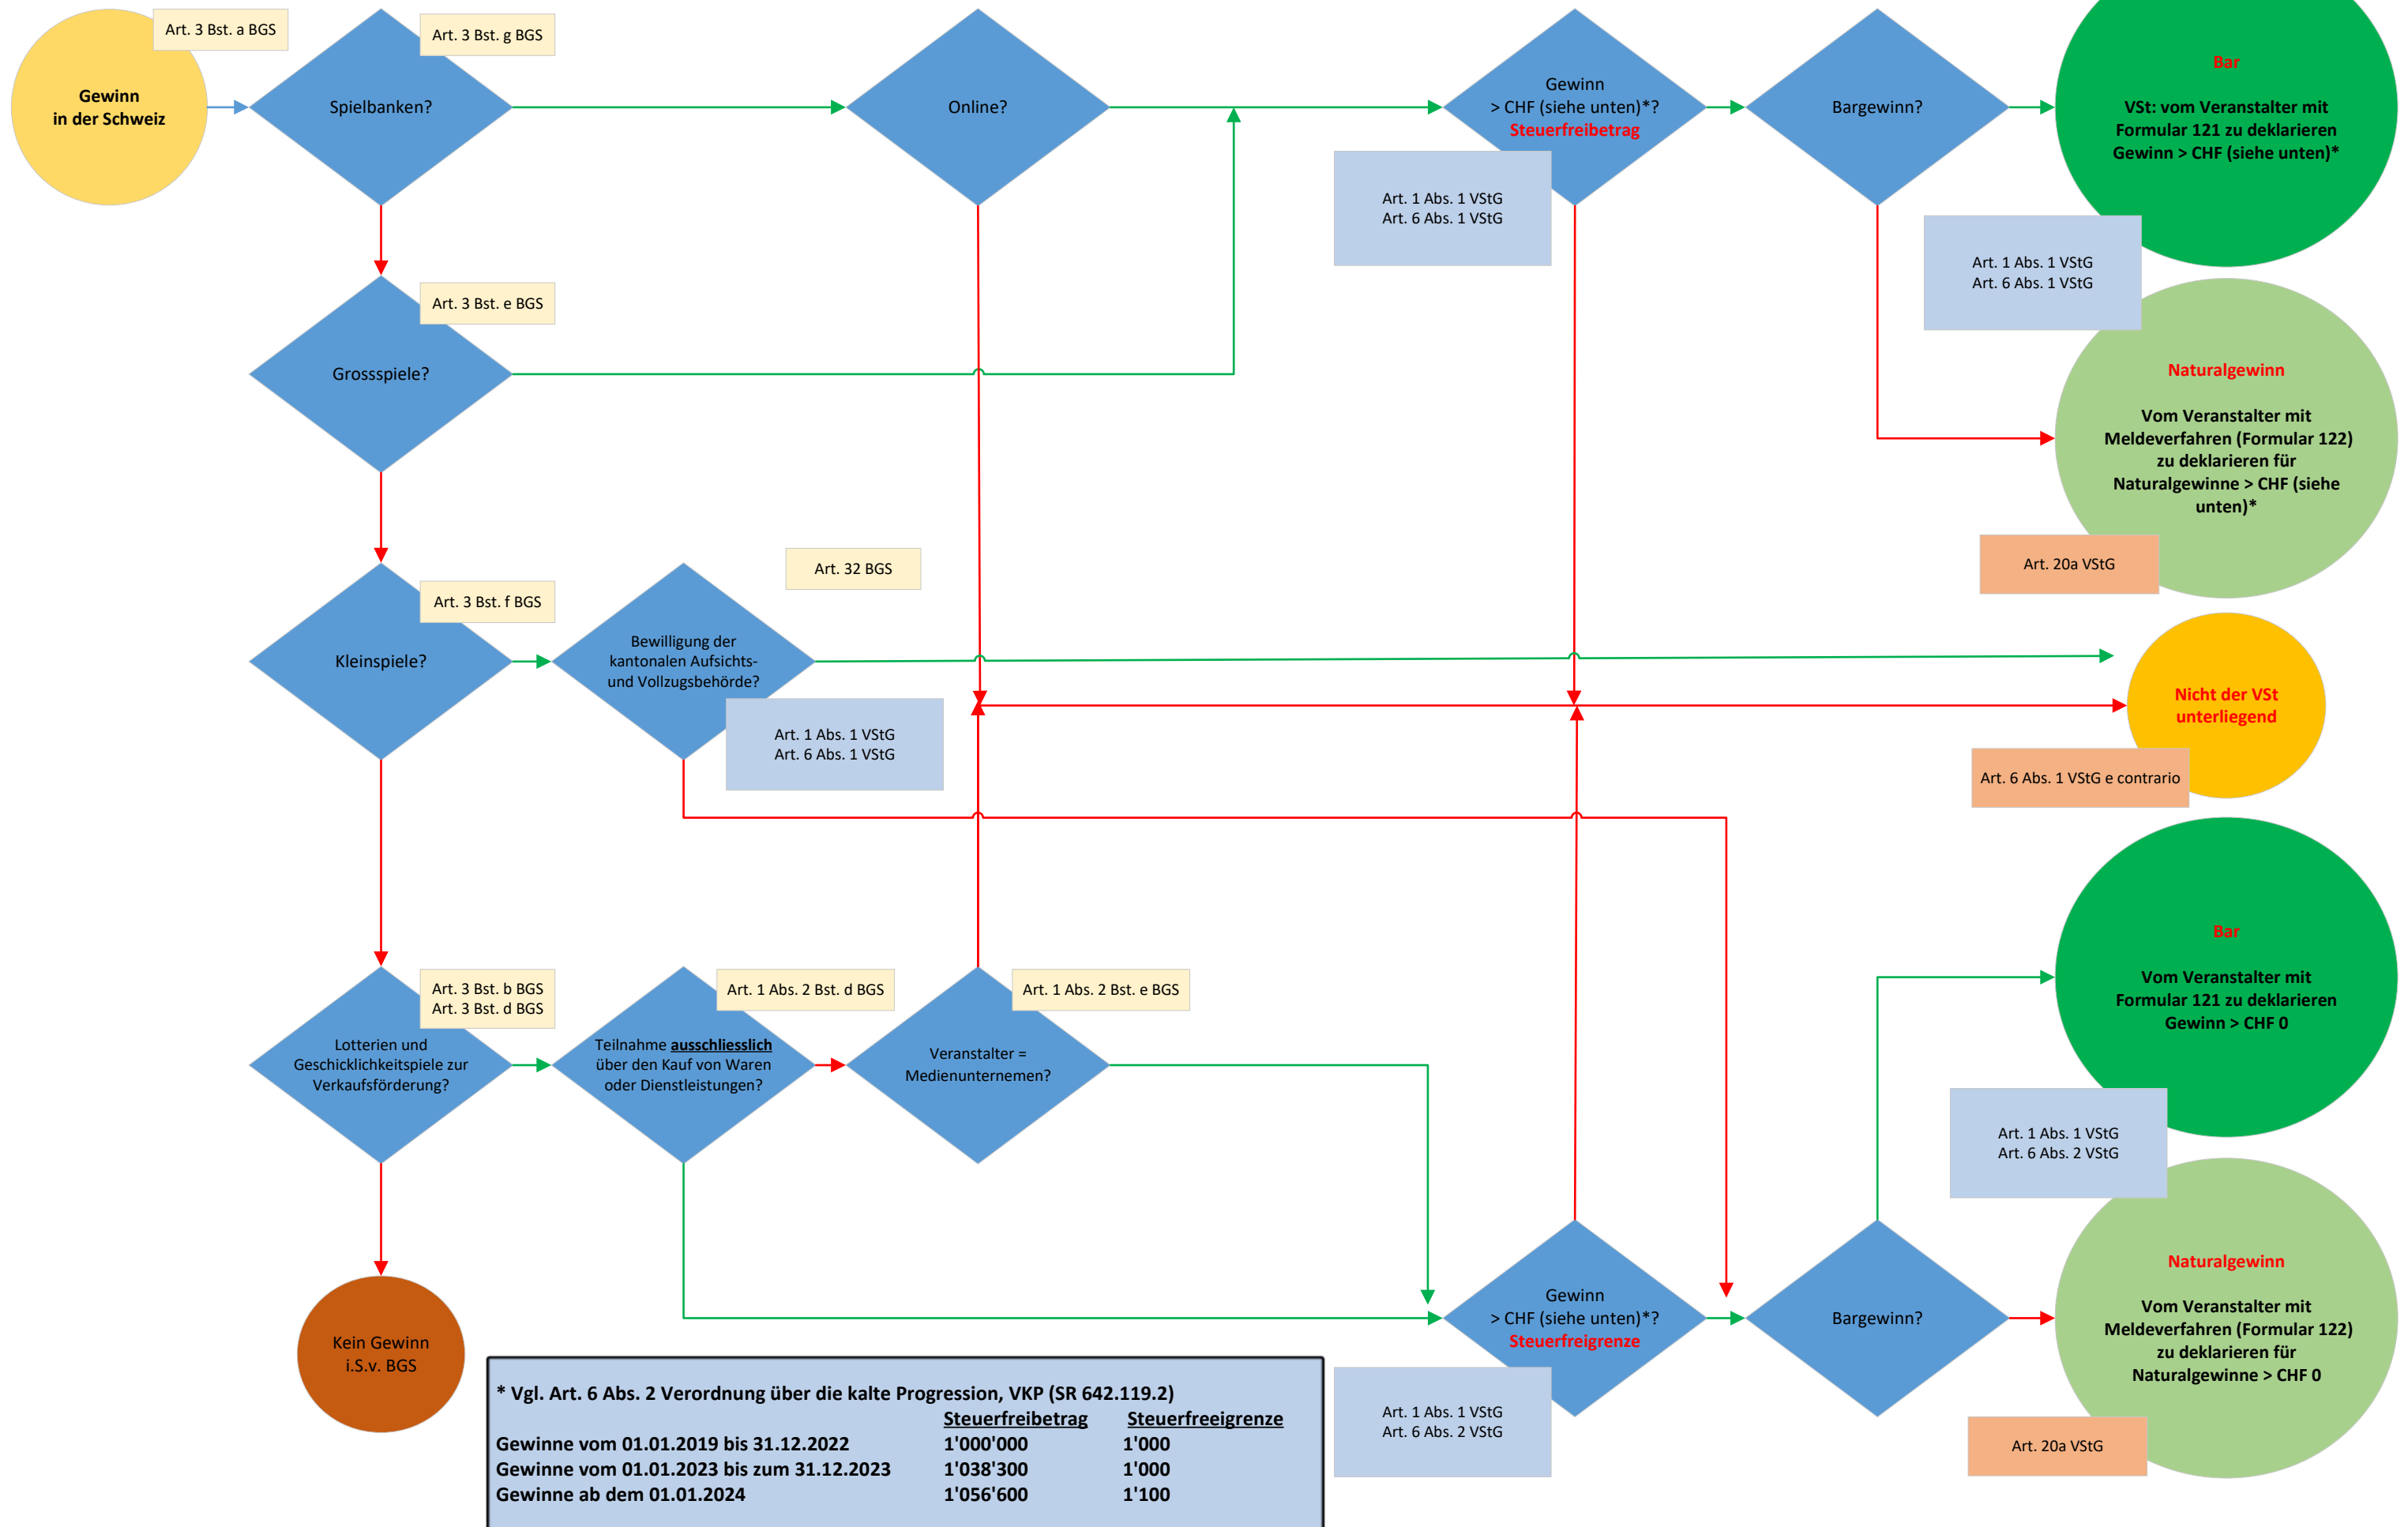 Art. 3 Bst. a BGS
Gewinn
in der Schweiz
Art. 3 Bst. g BGS
Spielbanken?
Online?
Gewinn
> CHF (siehe unten)*?
Steuerfreibetrag
Art. 1 Abs. 1 VStG
Art. 6 Abs. 1 VStG
Bargewinn?
Art. 1 Abs. 1 VStG
Art. 6 Abs. 1 VStG
Bar
VSt: vom Veranstalter mit
Formular 121 zu deklarieren
Gewinn > CHF (siehe unten)*
Art. 3 Bst. e BGS
Grossspiele?
Naturalgewinn
Vom Veranstalter mit
Meldeverfahren (Formular 122)
zu deklarieren für
Naturalgewinne > CHF (siehe
unten)*
Art. 20a VStG
Art. 3 Bst. f BGS
Kleinspiele?
Art. 32 BGS
Bewilligung der
kantonalen Aufsichts-
und Vollzugsbehörde?
Art. 1 Abs. 1 VStG
Art. 6 Abs. 1 VStG
Nicht der VSt
unterliegend
Art. 6 Abs. 1 VStG e contrario
Art. 3 Bst. b BGS
Art. 3 Bst. d BGS
Lotterien und
Geschicklichkeitspiele zur
Verkaufsförderung?
Art. 1 Abs. 2 Bst. d BGS
Teilnahme ausschliesslich
über den Kauf von Waren
oder Dienstleistungen?
Art. 1 Abs. 2 Bst. e BGS
Veranstalter =
Medienunternemen?
Bar
Vom Veranstalter mit
Formular 121 zu deklarieren
Gewinn > CHF 0
Art. 1 Abs. 1 VStG
Art. 6 Abs. 2 VStG
Kein Gewinn
i.S.v. BGS
Gewinn
> CHF (siehe unten)*?
Steuerfreigrenze
Art. 1 Abs. 1 VStG
Art. 6 Abs. 2 VStG
Bargewinn?
Naturalgewinn
Vom Veranstalter mit
Meldeverfahren (Formular 122)
zu deklarieren für
Naturalgewinne > CHF 0
Art. 20a VStG
* Vgl. Art. 6 Abs. 2 Verordnung über die kalte Progression, VKP (SR 642.119.2)
Steuerfreibetrag Steuerfreeigrenze
Gewinne vom 01.01.2019 bis 31.12.2022 1'000'000 1'000
Gewinne vom 01.01.2023 bis zum 31.12.2023 1'038'300 1'000
Gewinne ab dem 01.01.2024 1'056'600 1'100